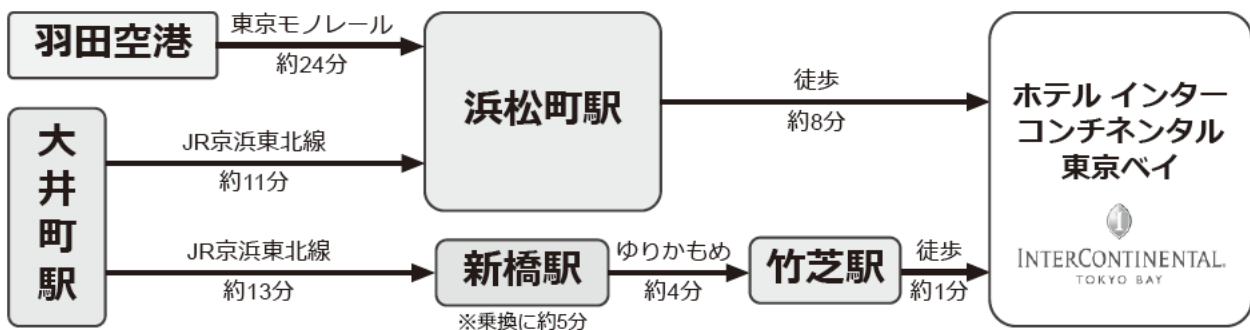 羽田空港
東京モノレール
約24分
浜松町駅
徒歩
約8分
ホテル インター
コンチネンタル
東京ベイ
INTERCONTINENTAL.
TOKYO BAY
大井町駅
JR京浜東北線
約11分
JR京浜東北線
約13分
新橋駅
※乗換に約5分
ゆりかもめ
約4分
竹芝駅
徒歩
約1分